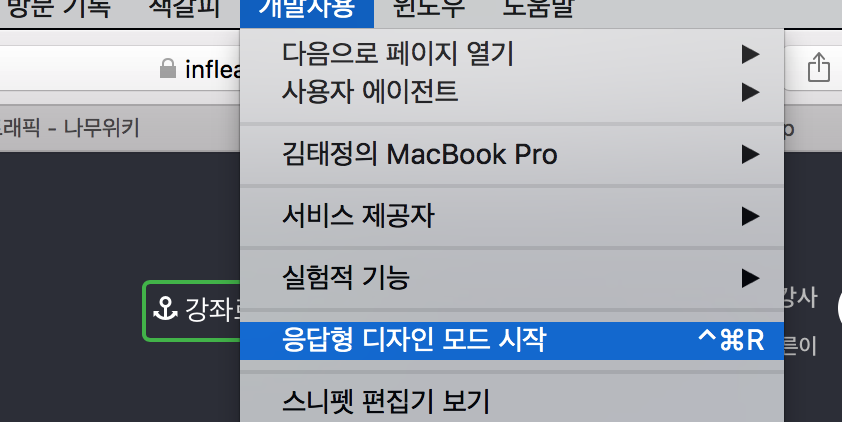 방문 기록 책갈피 개발자용 윈도우 도움말
다음으로 페이지 열기
inflea
사용자 에이전트
래픽 - 나무위키
김태정의 MacBook Pro
서비스 제공자
실험적 기능
강좌
강사
응답형 디자인 모드 시작 ^⌘R
른이
스니펫 편집기 보기